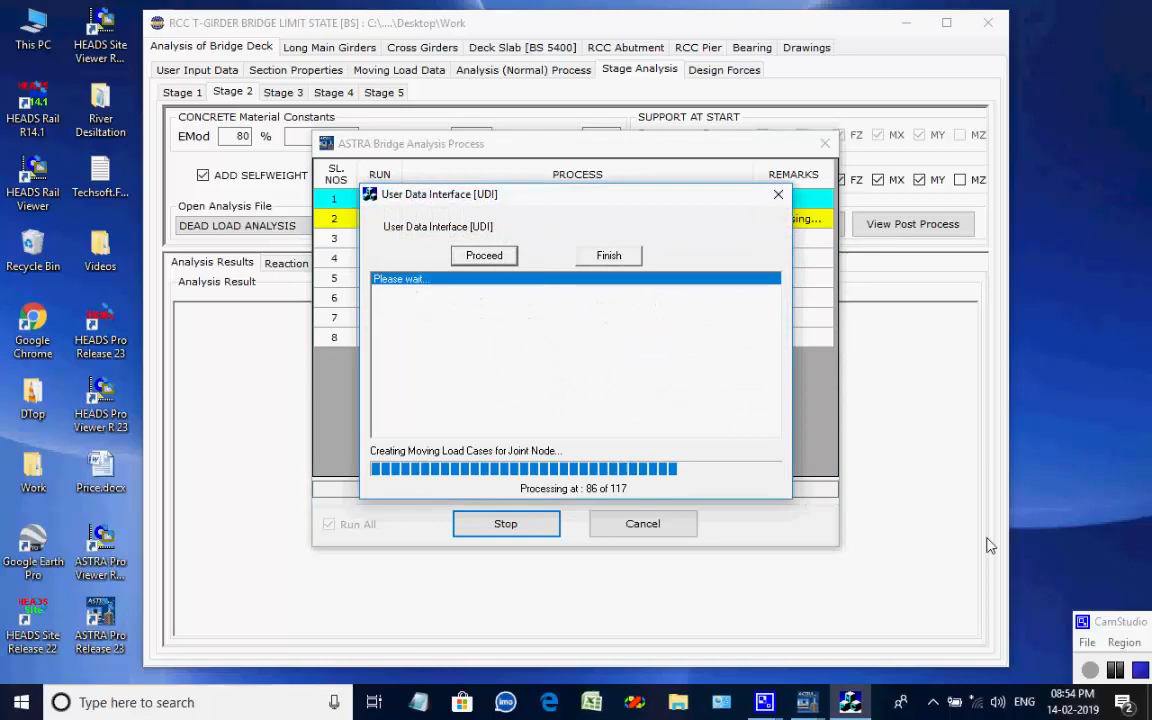 This PC
HEADS Site
Viewer R...
HEADS Rail
R14.1
River
Desiltation
HEADS Rail
Viewer
Techsoft.F...
Recycle Bin
Videos
Google
Chrome
HEADS Pro
Release 23
DTop
HEADS Pro
Viewer R 23
Work
Price.docx
Google Earth
Pro
ASTRA Pro
Viewer R...
HEADS Site
Release 22
ASTRA Pro
Release 23
RCC T-GIRDER BRIDGE LIMIT STATE [BS] : C:\....\Desktop\Work
Analysis of Bridge Deck Long Main Girders Cross Girders Deck Slab [BS 5400] RCC Abutment RCC Pier Bearing Drawings
User Input Data Section Properties Moving Load Data Analysis (Normal) Process Stage Analysis Design Forces
Stage 1 Stage 2 Stage 3 Stage 4 Stage 5
CONCRETE Material Constants
EMod 80 %
SUPPORT AT START
FZ MX MY MZ
ADD SELFWEIGHT
FZ MX MY MZ
Open Analysis File
DEAD LOAD ANALYSIS
View Post Process
Analysis Results Reaction
Analysis Result
ASTRA Bridge Analysis Process
SL.
NOS RUN PROCESS REMARKS
1
2 sing...
3
4
5
6
7
8
User Data Interface [UDI]
User Data Interface [UDI]
Proceed Finish
Please wait...
Creating Moving Load Cases for Joint Node...
Processing at : 86 of 117
Run All Stop Cancel
CamStudio
File Region
Type here to search
ENG
08:54 PM
14-02-2019
2